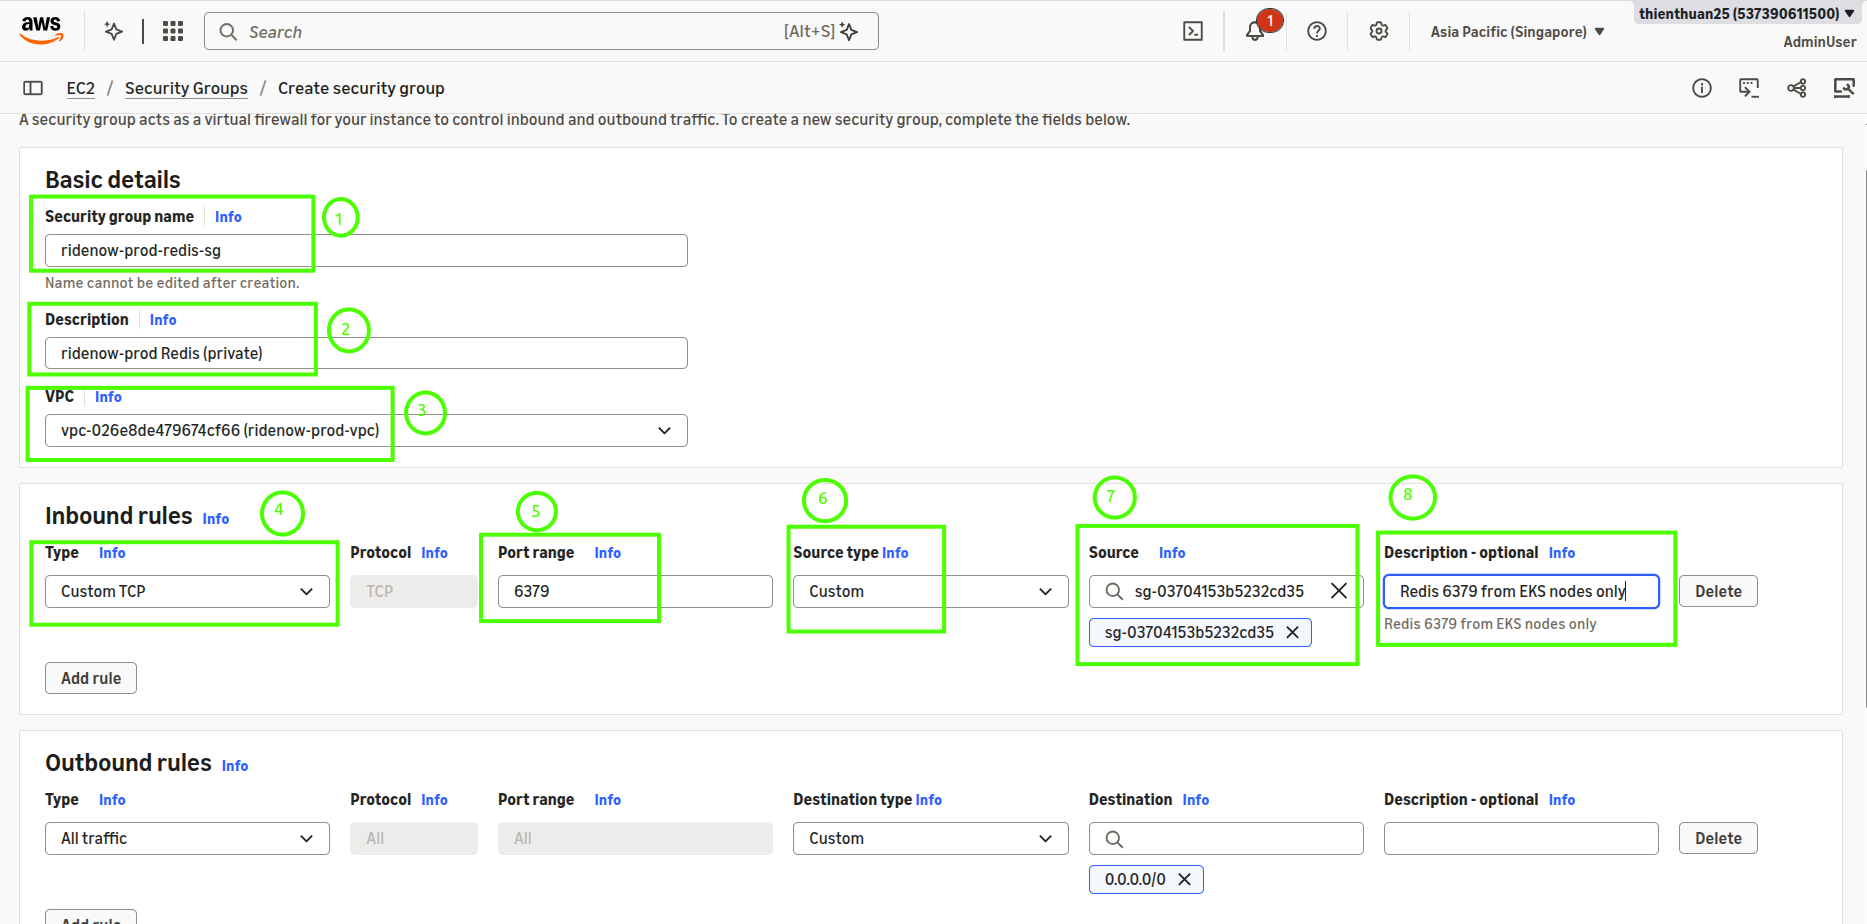 aws
Search [Alt+S]
1
Asia Pacific (Singapore)
thienthuan25 (537390611500)
AdminUser
EC2 / Security Groups / Create security group
A security group acts as a virtual firewall for your instance to control inbound and outbound traffic. To create a new security group, complete the fields below.
Basic details
Security group name Info
1
ridenow-prod-redis-sg
Name cannot be edited after creation.
Description Info
2
ridenow-prod Redis (private)
VPC Info
3
vpc-026e8de479674cf66 (ridenow-prod-vpc)
Inbound rules Info
4 5 6 7 8
Type Info Protocol Info Port range Info Source type Info Source Info Description - optional Info
Custom TCP TCP 6379 Custom sg-03704153b5232cd35 Redis 6379 from EKS nodes only Delete
sg-03704153b5232cd35 Redis 6379 from EKS nodes only
Add rule
Outbound rules Info
Type Info Protocol Info Port range Info Destination type Info Destination Info Description - optional Info
All traffic All All Custom Delete
0.0.0.0/0
Add rule